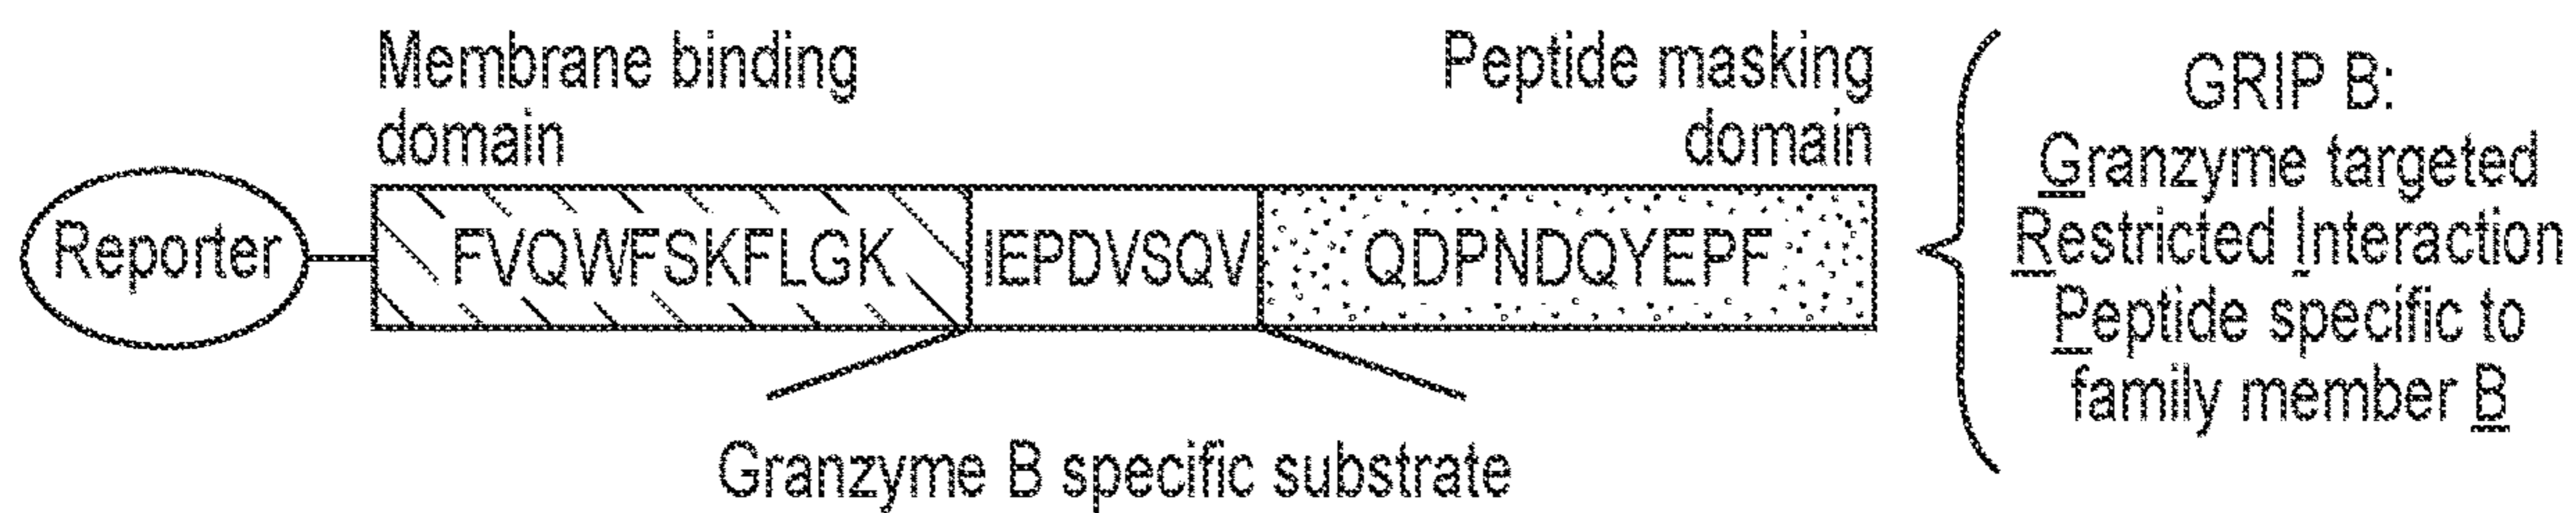 Membrane binding
domain
Peptide masking
domain
Reporter
FVQWFSKFLGK
IEPDVSQV
QDPNDQYEPF
Granzyme B specific substrate
GRIP B:
Granzyme targeted
Restricted Interaction
Peptide specific to
family member B